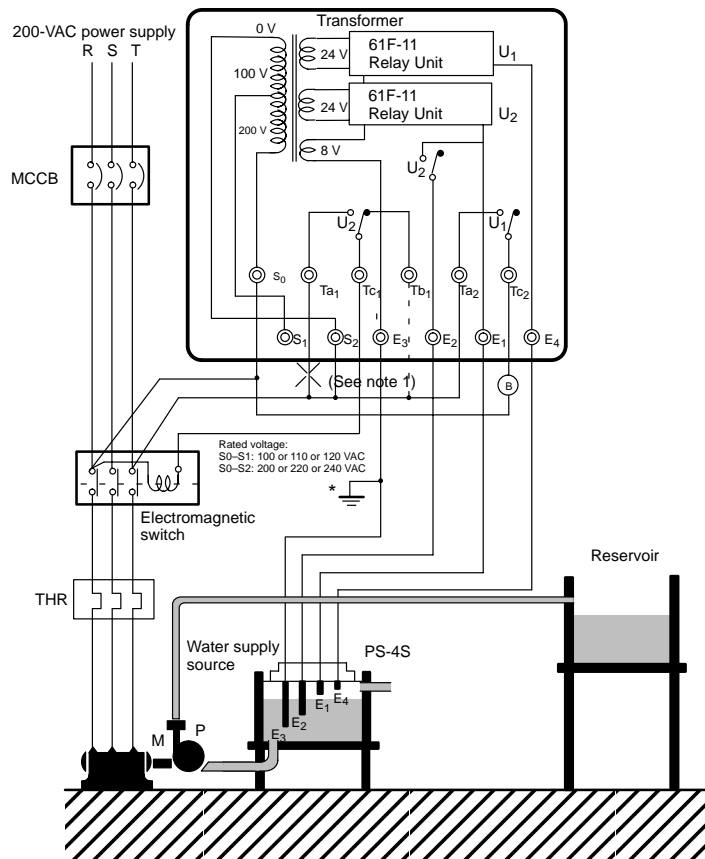 Transformer
200-VAC power supply
R S T
0 V
100 V
200 V
24 V
61F-11
Relay Unit
U1
24 V
61F-11
Relay Unit
U2
8 V
MCCB
U2
U2
U1
S0
Ta1
Tc1
Tb1
Ta2
Tc2
S1
S2
E3
E2
E1
E4
(See note 1)
B
Rated voltage:
S0–S1: 100 or 110 or 120 VAC
S0–S2: 200 or 220 or 240 VAC
*
Electromagnetic
switch
Reservoir
THR
Water supply
source
PS-4S
M
P
E3
E2
E1
E4